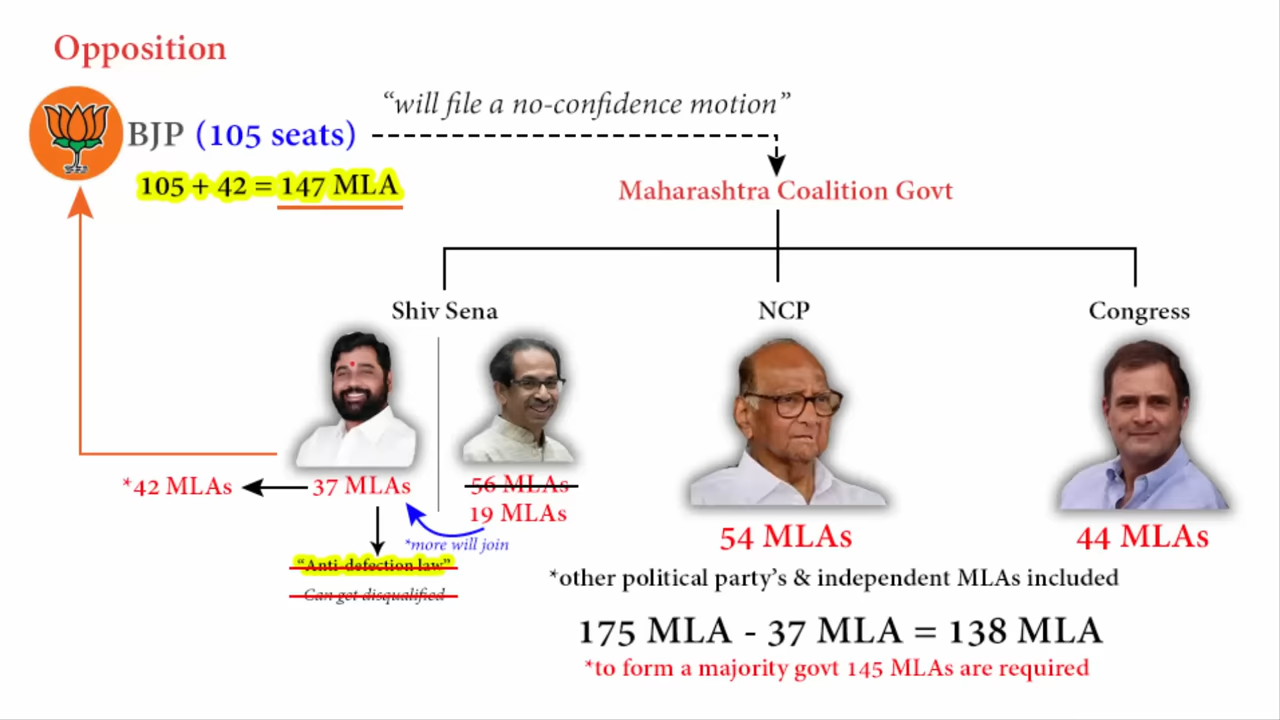 Opposition
“will file a no-confidence motion”
BJP (105 seats)
105 + 42 = 147 MLA
Maharashtra Coalition Govt
Shiv Sena
NCP
Congress
*42 MLAs
37 MLAs
56 MLAs
19 MLAs
*more will join
“Anti-defection law”
Can get disqualified
54 MLAs
44 MLAs
*other political party’s & independent MLAs included
175 MLA - 37 MLA = 138 MLA
*to form a majority govt 145 MLAs are required